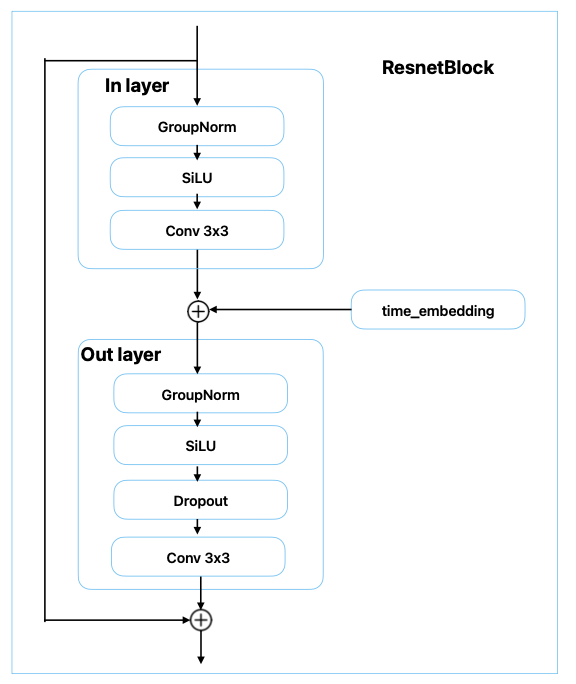 ResnetBlock
In layer
GroupNorm
SiLU
Conv 3x3
time_embedding
Out layer
GroupNorm
SiLU
Dropout
Conv 3x3